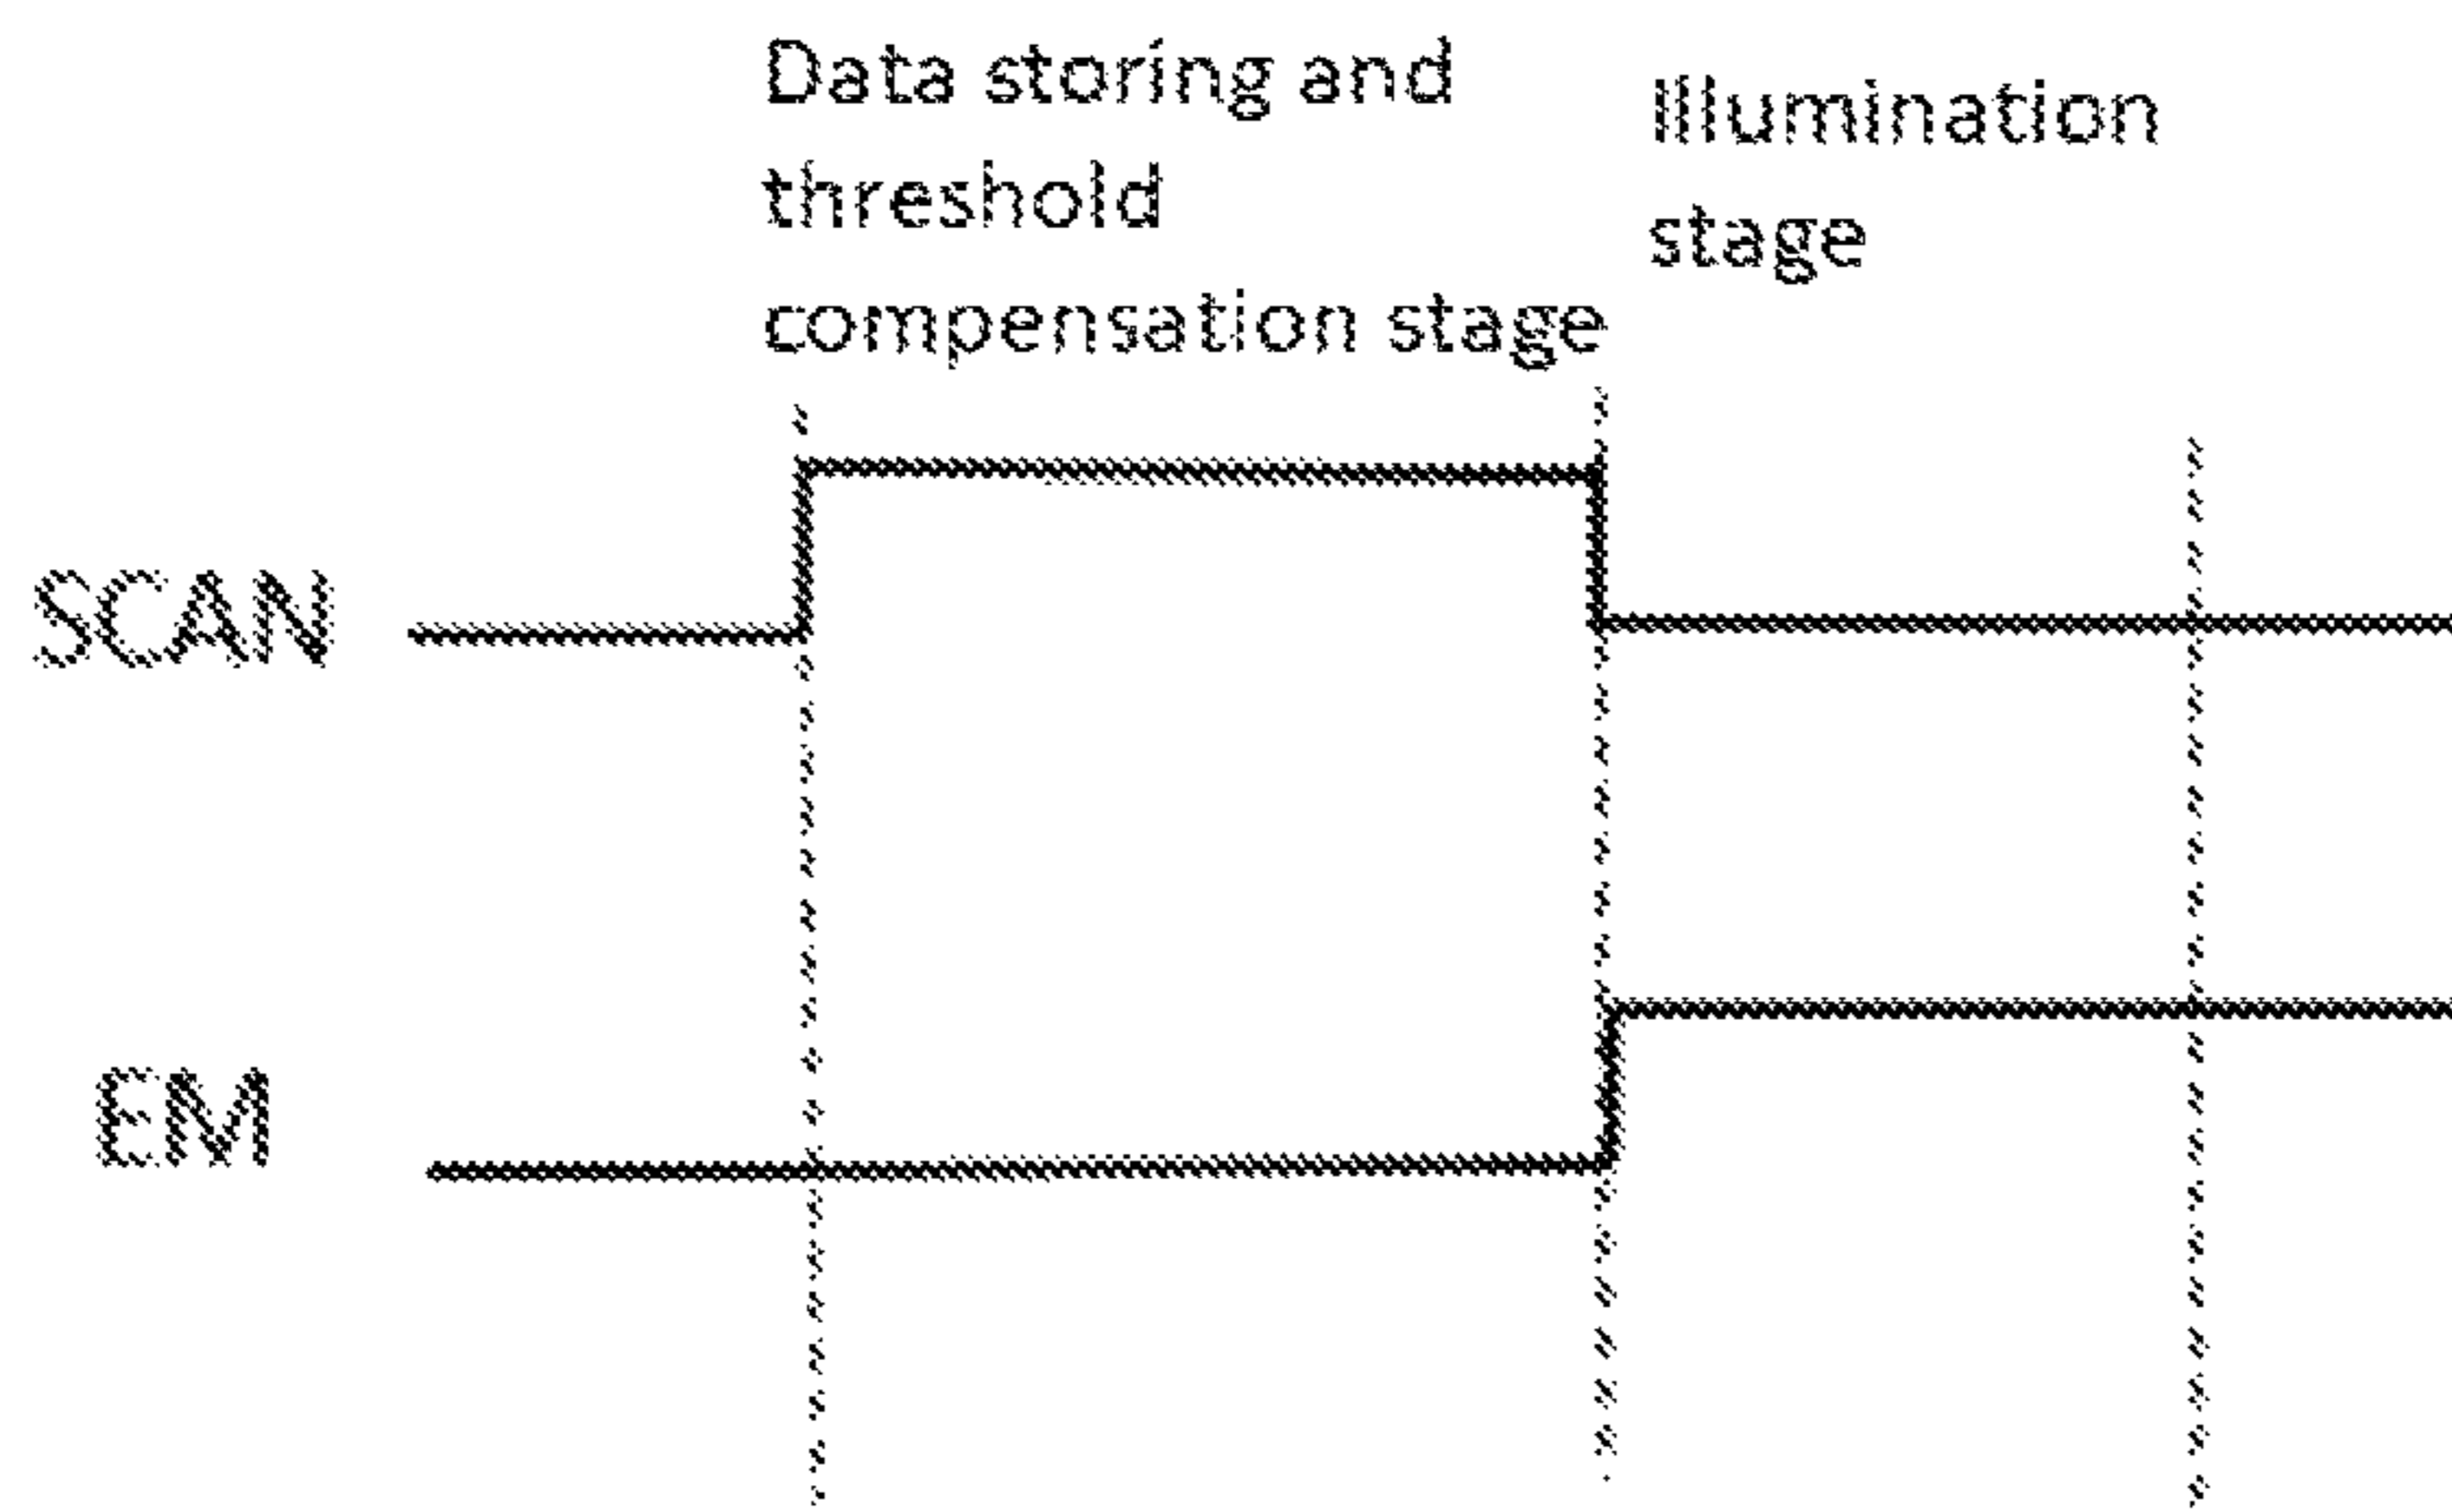 Data storing and
threshold
compensation stage
Illumination
stage
SCAN
EM